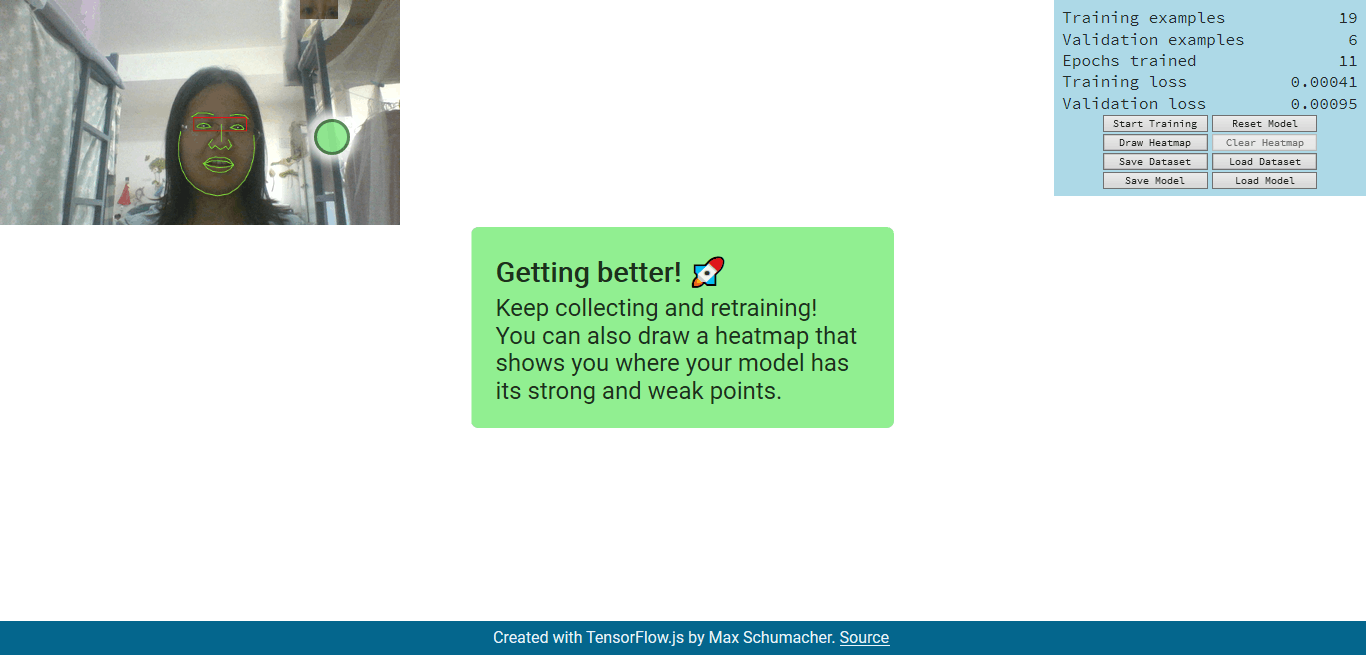 Training examples 19
Validation examples 6
Epochs trained 11
Training loss 0.00041
Validation loss 0.00095
Start Training Reset Model
Draw Heatmap Clear Heatmap
Save Dataset Load Dataset
Save Model Load Model
Getting better! 🚀
Keep collecting and retraining!
You can also draw a heatmap that
shows you where your model has
its strong and weak points.
Created with TensorFlow.js by Max Schumacher. Source